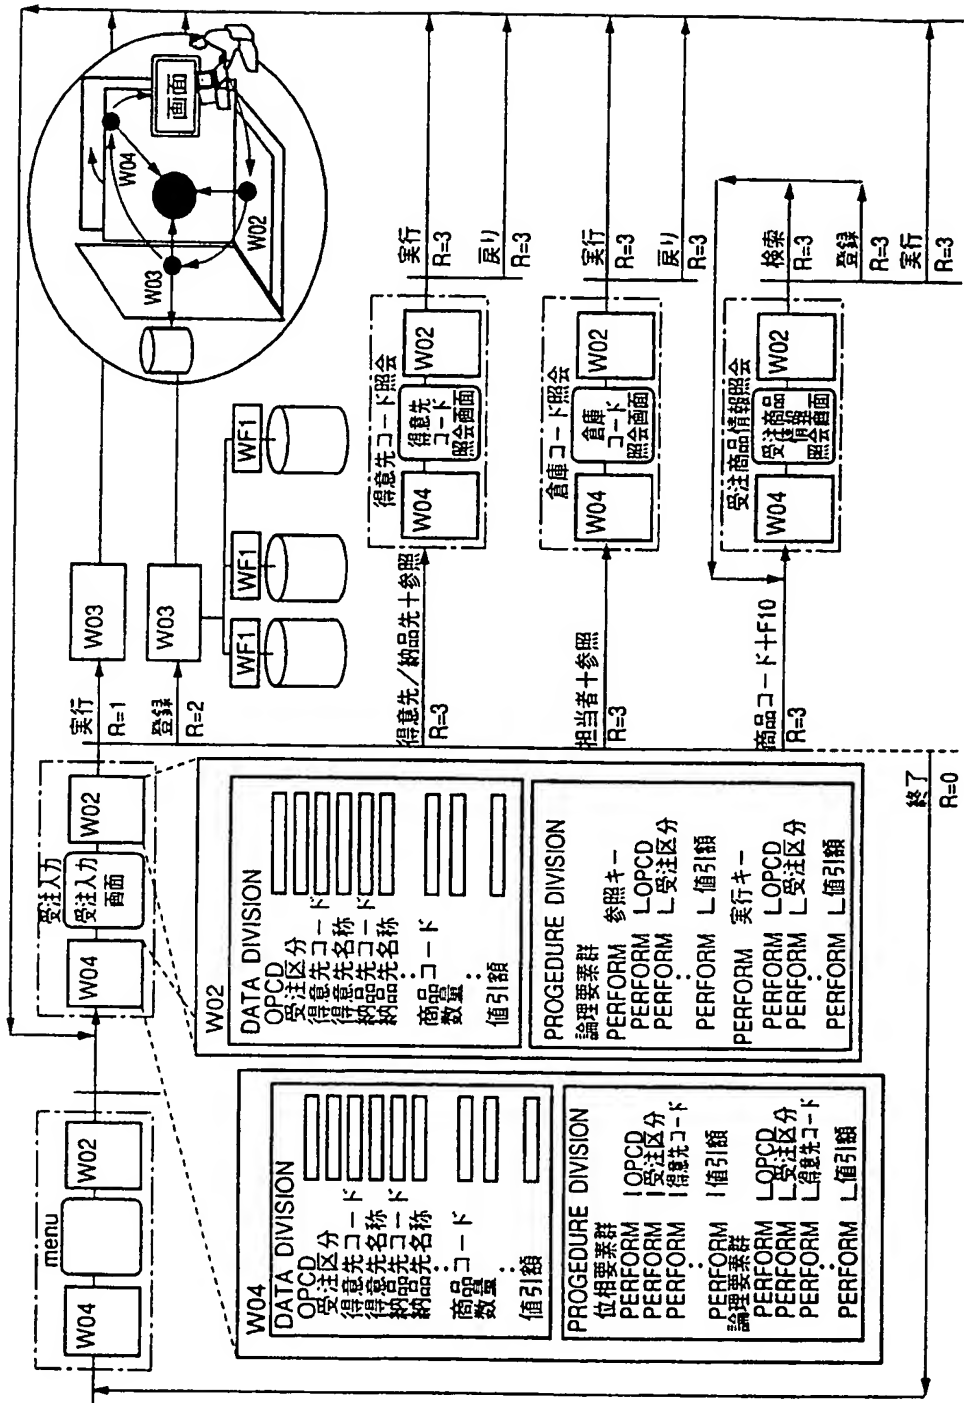 menu
W04
W02
受注入力
W04
受注入力
画面
W02
実行
R=1
W03
登録
R=2
W03
WF1
WF1
WF1
W03
W04
W02
画面
W04
DATA DIVISION
OPCD
受注区分
得意先コード
得意先名称
納品先コード
納品先名称
:
商品コード
数量
:
値引額
PROGEDURE DIVISION
位相要素群
PERFORM I OPCD
PERFORM I 受注区分
PERFORM I 得意先コード
:
PERFORM I 値引額
論理要素群
PERFORM L OPCD
PERFORM L 受注区分
PERFORM L 得意先コード
:
PERFORM L 値引額
W02
DATA DIVISION
OPCD
受注区分
得意先コード
得意先名称
納品先コード
納品先名称
:
商品コード
数量
:
値引額
PROGEDURE DIVISION
論理要素群
PERFORM 参照キー
PERFORM L OPCD
PERFORM L 受注区分
:
PERFORM L 値引額
PERFORM 実行キー
PERFORM L OPCD
PERFORM L 受注区分
:
PERFORM L 値引額
得意先/納品先+参照
R=3
得意先コード照会
W04
得意先
コード
照会画面
W02
実行
R=3
戻り
R=3
担当者+参照
R=3
倉庫コード照会
W04
倉庫
コード
照会画面
W02
実行
R=3
戻り
R=3
商品コード+F10
R=3
受注商品情報照会
W04
受注商品
情報
照会画面
W02
検索
R=3
登録
R=3
実行
R=3
終了
R=0